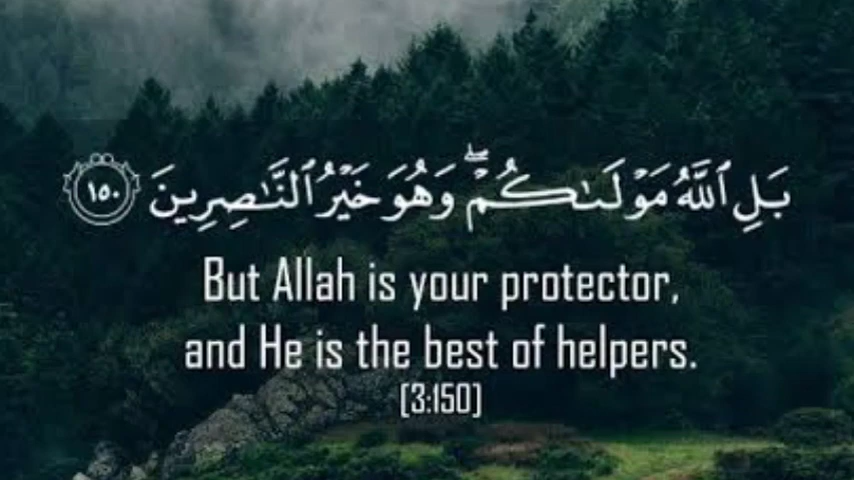 بَلِ ٱللَّهُ مَوْلَىٰكُمْ ۖ وَهُوَ خَيْرُ ٱلنَّٰصِرِينَ ١٥٠
But Allah is your protector,
and He is the best of helpers.
[3:150]